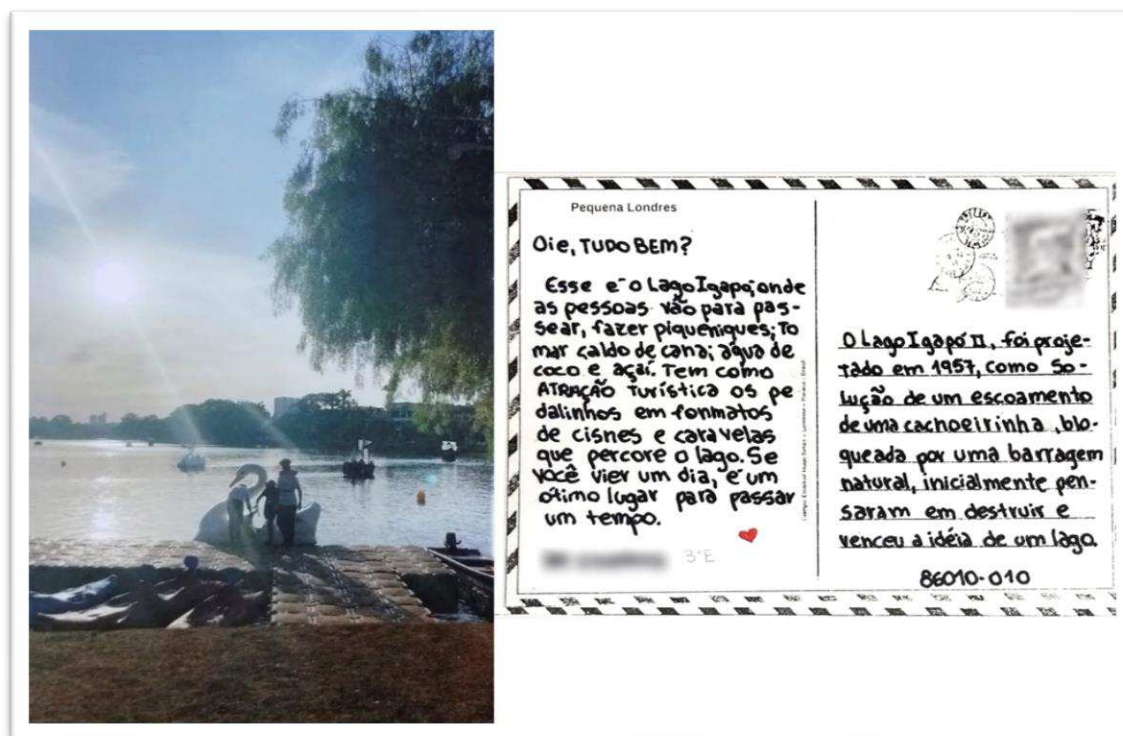 Pequena Londres
Oie, TUDO BEM?
Esse é o Lago Igapó, onde
as pessoas vão para pas-
sear, fazer piqueniques; To
mar caldo de cana; água de
coco e açaí. Tem como
ATRAÇÃO Turística os pe
dalinhos em formatos
de cisnes e caravelas
que percore o lago. Se
você vier um dia, é um
ótimo lugar para passar
um tempo.
3°E
O Lago Igapó II, foi proje-
tado em 1957, como So-
lução de um escoamento
de uma cachoeirinha, blo-
queada por uma barragem
natural, inicialmente pen-
saram em destruir e
venceu a idéia de um lago.
86010-010